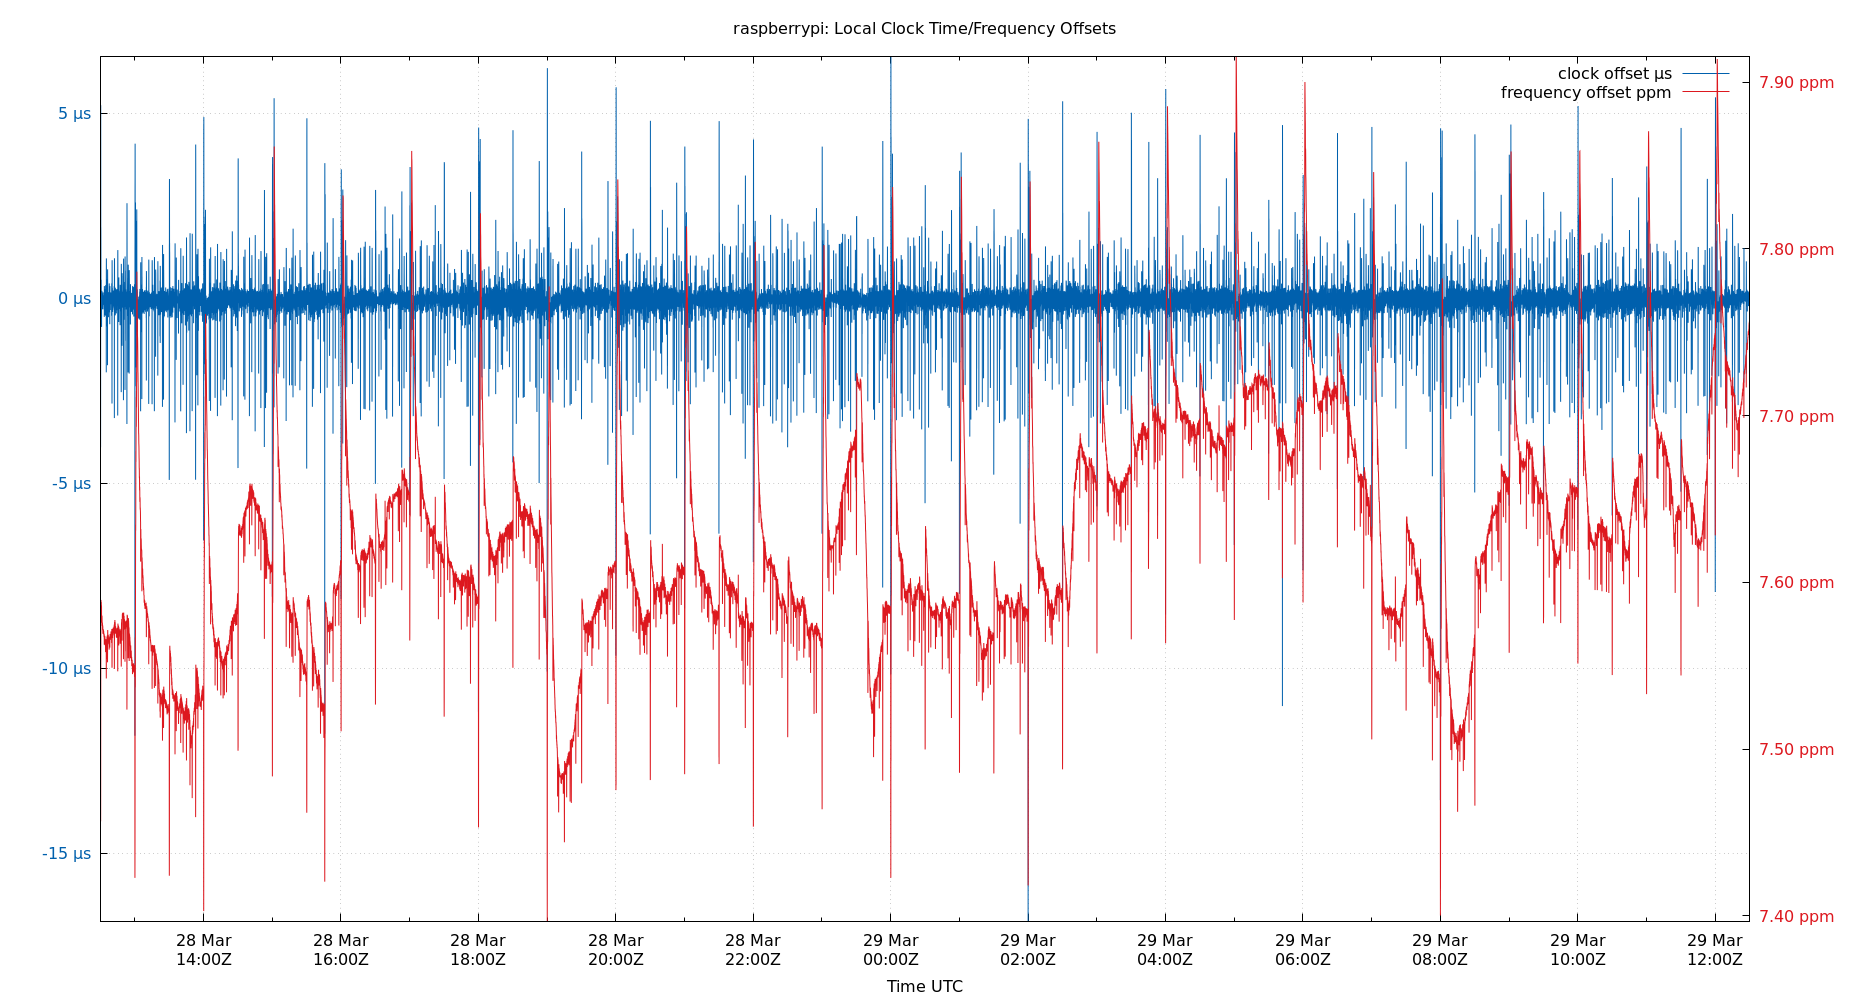 raspberrypi: Local Clock Time/Frequency Offsets
clock offset µs
frequency offset ppm
5 µs
0 µs
-5 µs
-10 µs
-15 µs
7.90 ppm
7.80 ppm
7.70 ppm
7.60 ppm
7.50 ppm
7.40 ppm
28 Mar 28 Mar 28 Mar 28 Mar 28 Mar 29 Mar 29 Mar 29 Mar 29 Mar 29 Mar 29 Mar 29 Mar
14:00Z 16:00Z 18:00Z 20:00Z 22:00Z 00:00Z 02:00Z 04:00Z 06:00Z 08:00Z 10:00Z 12:00Z
Time UTC